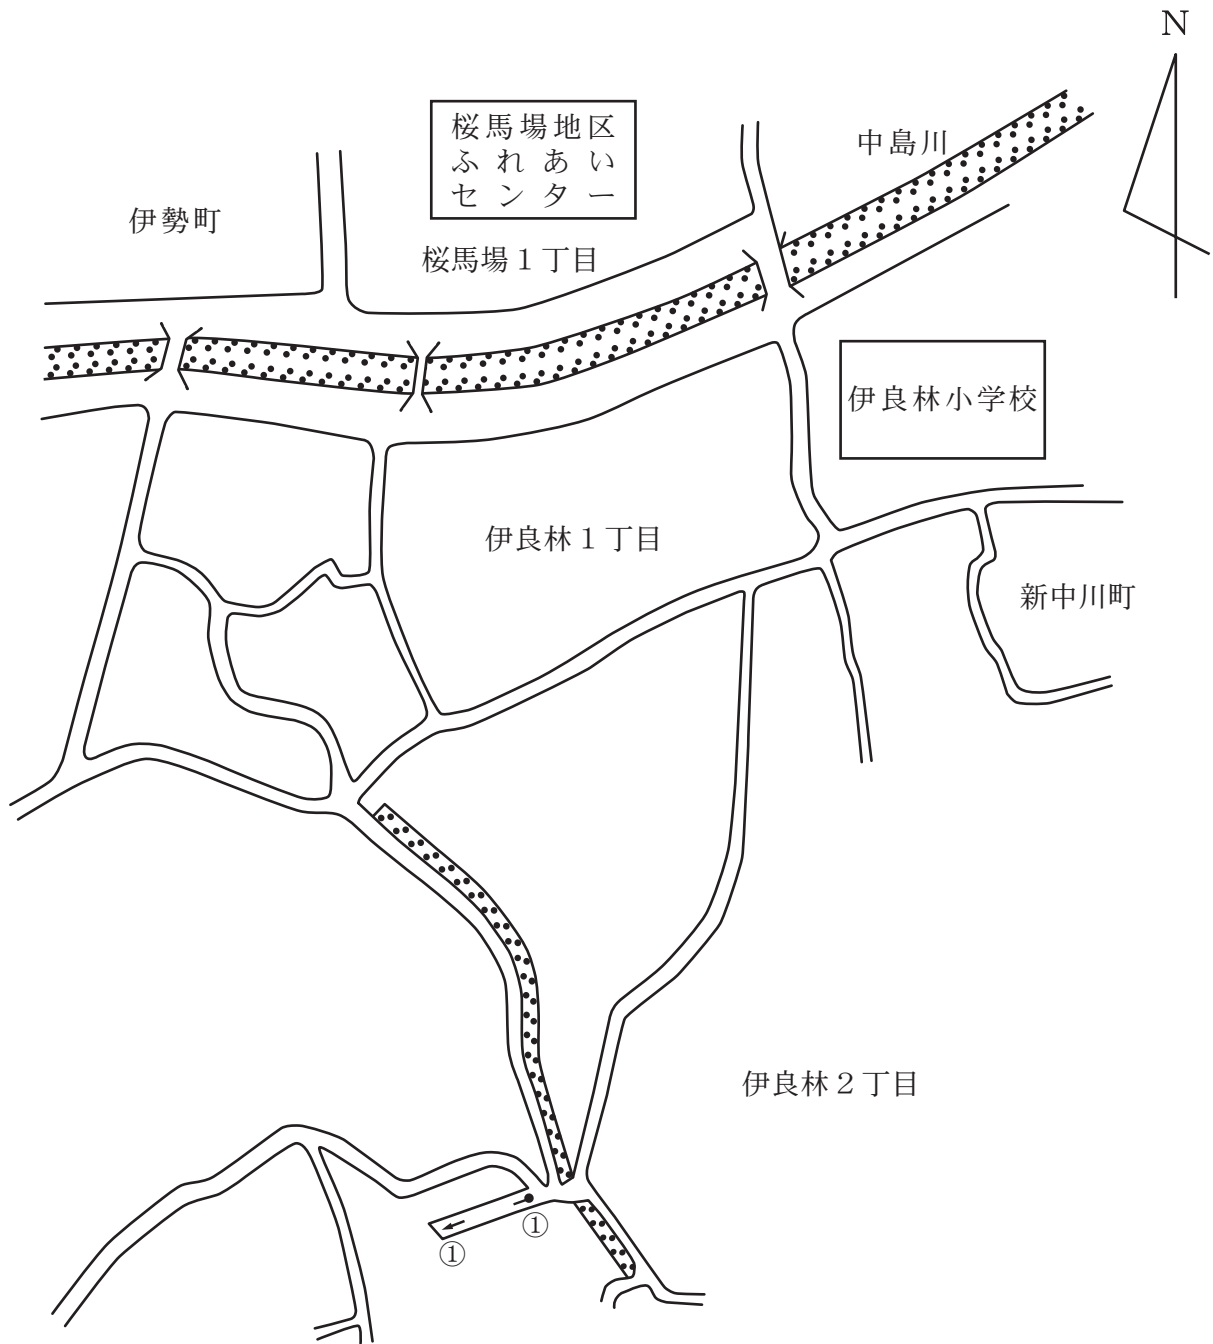 N
桜馬場地区
ふれあい
センター
中島川
伊勢町
桜馬場１丁目
伊良林小学校
伊良林１丁目
新中川町
伊良林２丁目
①
①